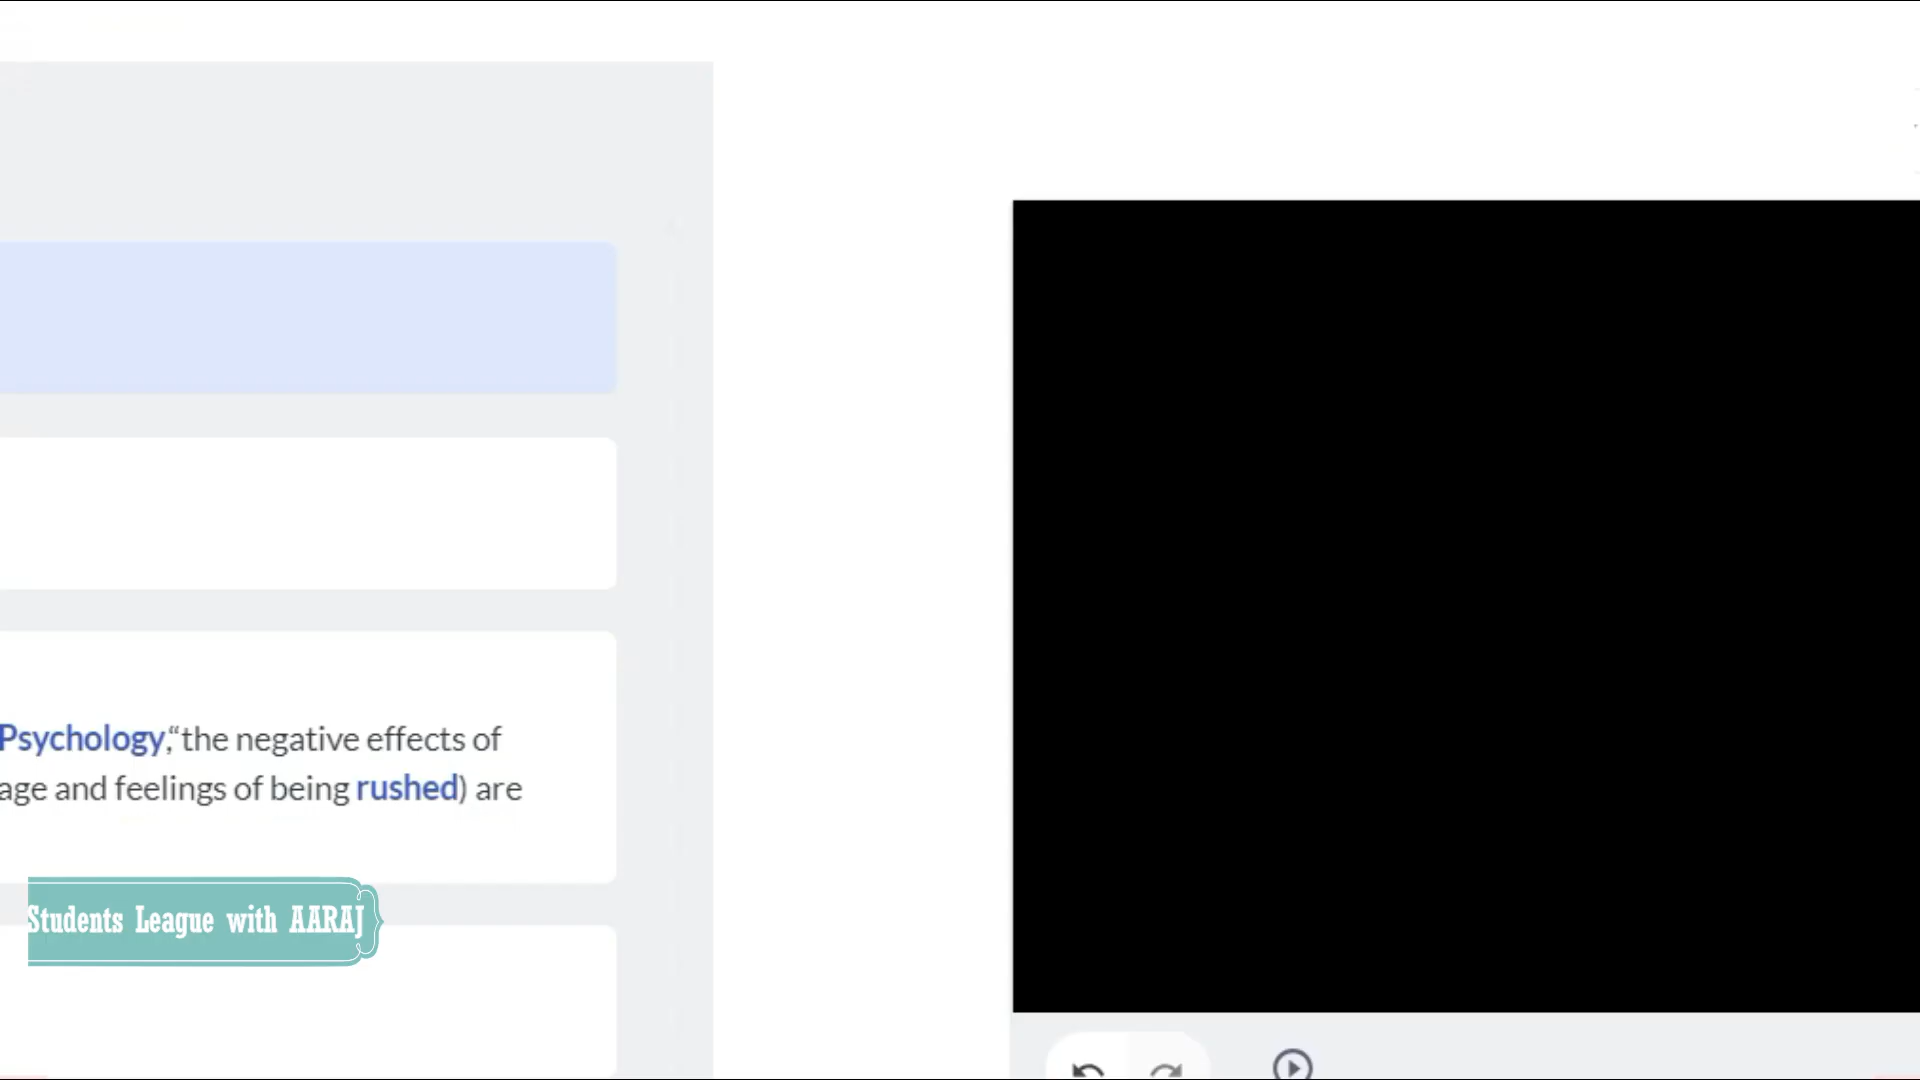 Psychology,“the negative effects of
age and feelings of being rushed) are
Students League with AARAJ